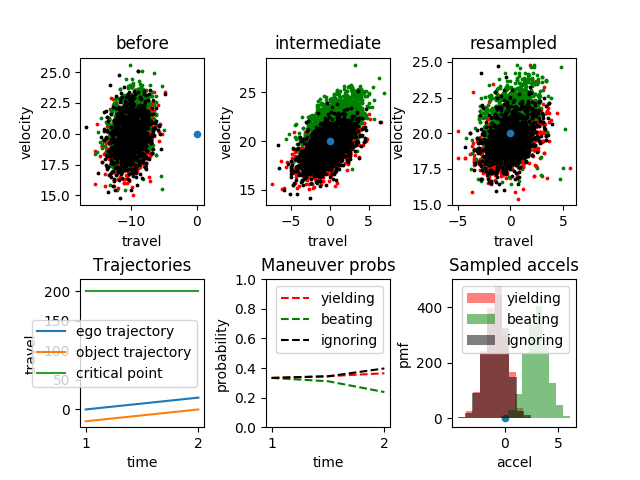 before
intermediate
resampled
25.0
22.5
20.0
17.5
15.0
velocity
−10
0
travel
25
20
15
velocity
−5
0
5
travel
25.0
22.5
20.0
17.5
15.0
velocity
−5
0
5
travel
Trajectories
Maneuver probs
Sampled accels
200
150
100
50
0
travel
ego trajectory
object trajectory
critical point
1
2
time
1.0
0.8
0.6
0.4
0.2
0.0
probability
yielding
beating
ignoring
1
2
time
400
200
0
pmf
yielding
beating
ignoring
0
5
accel